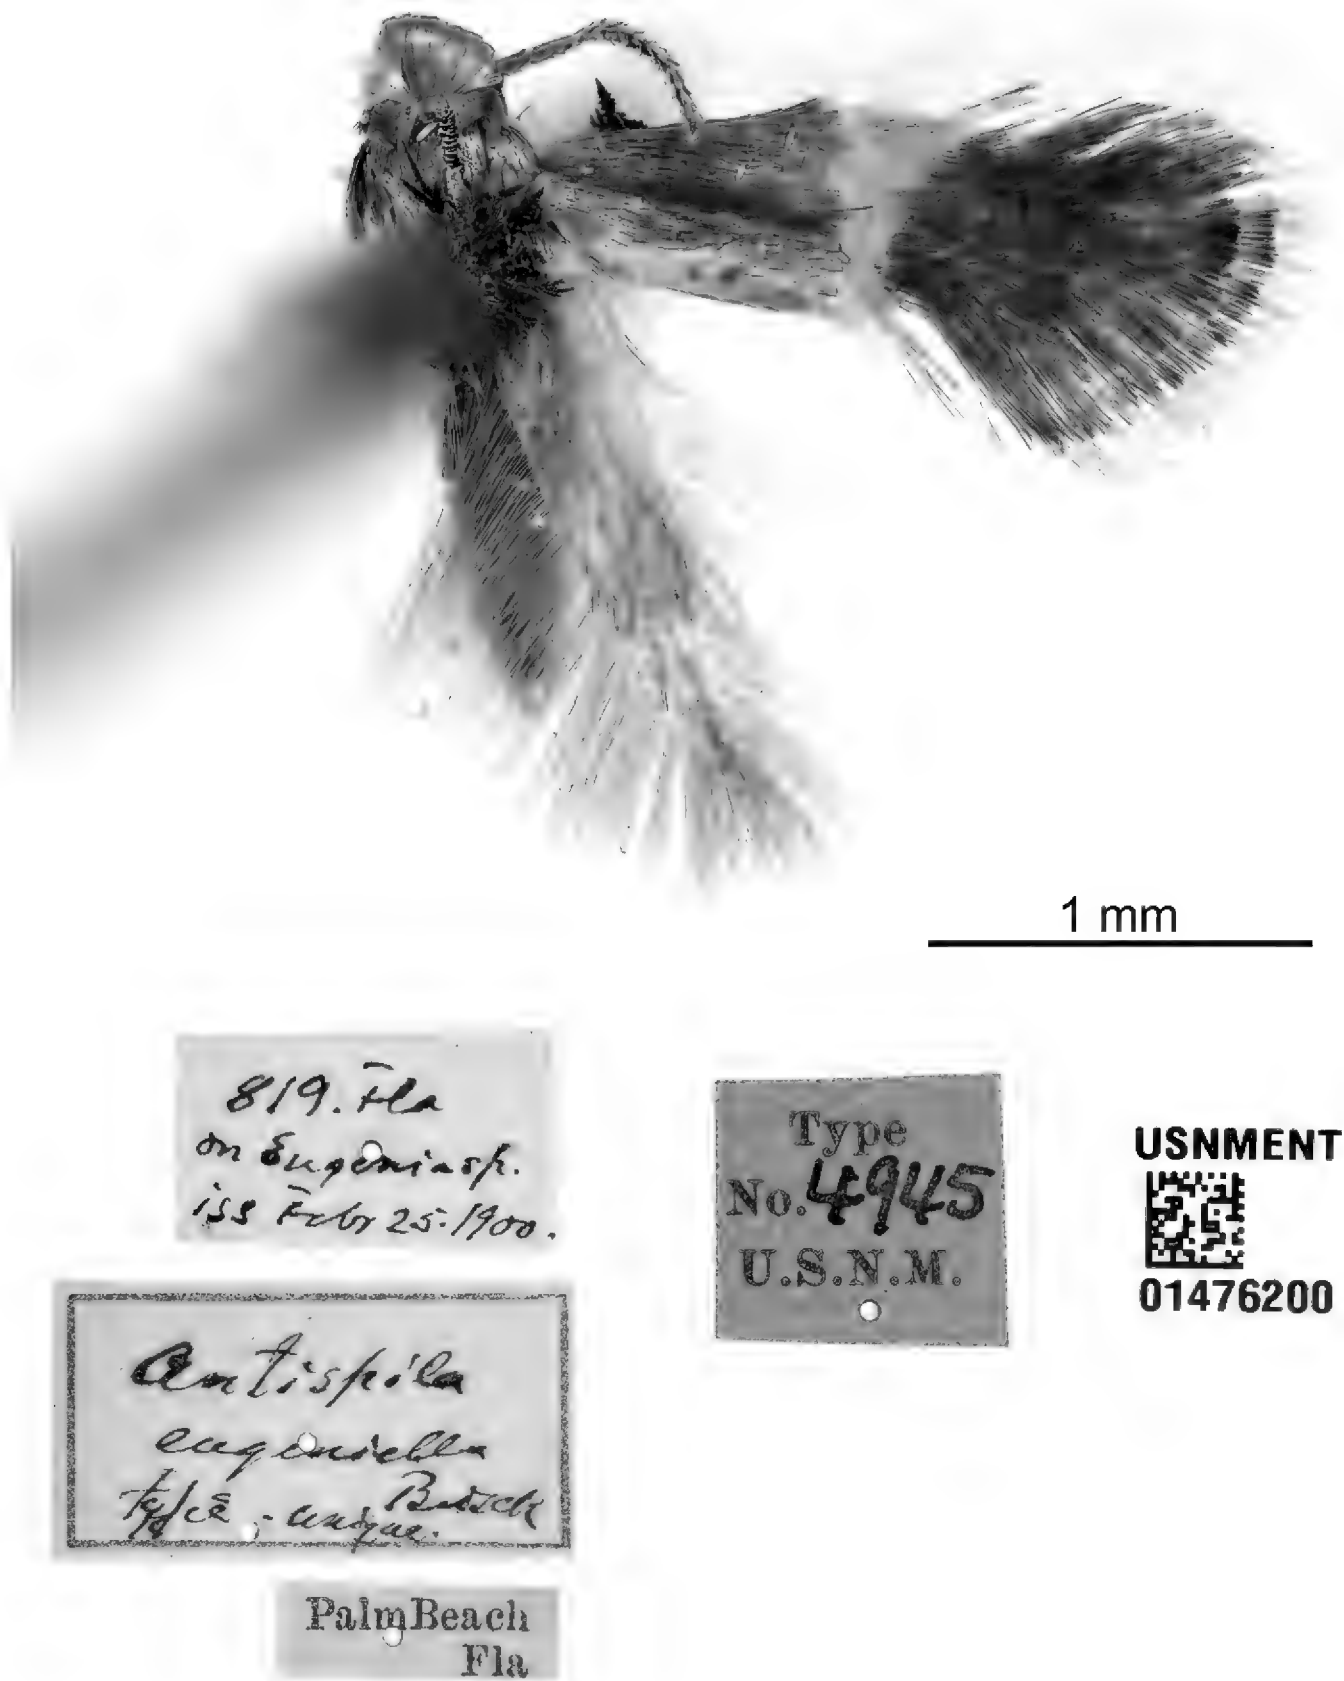 1 mm
819. Fla
on Eugenia sp.
iss Febr 25. 1900.
Type
No. 4945
U.S.N.M.
USNMENT
01476200
Antispila
eugeniella
Busck
type - unique.
PalmBeach
Fla